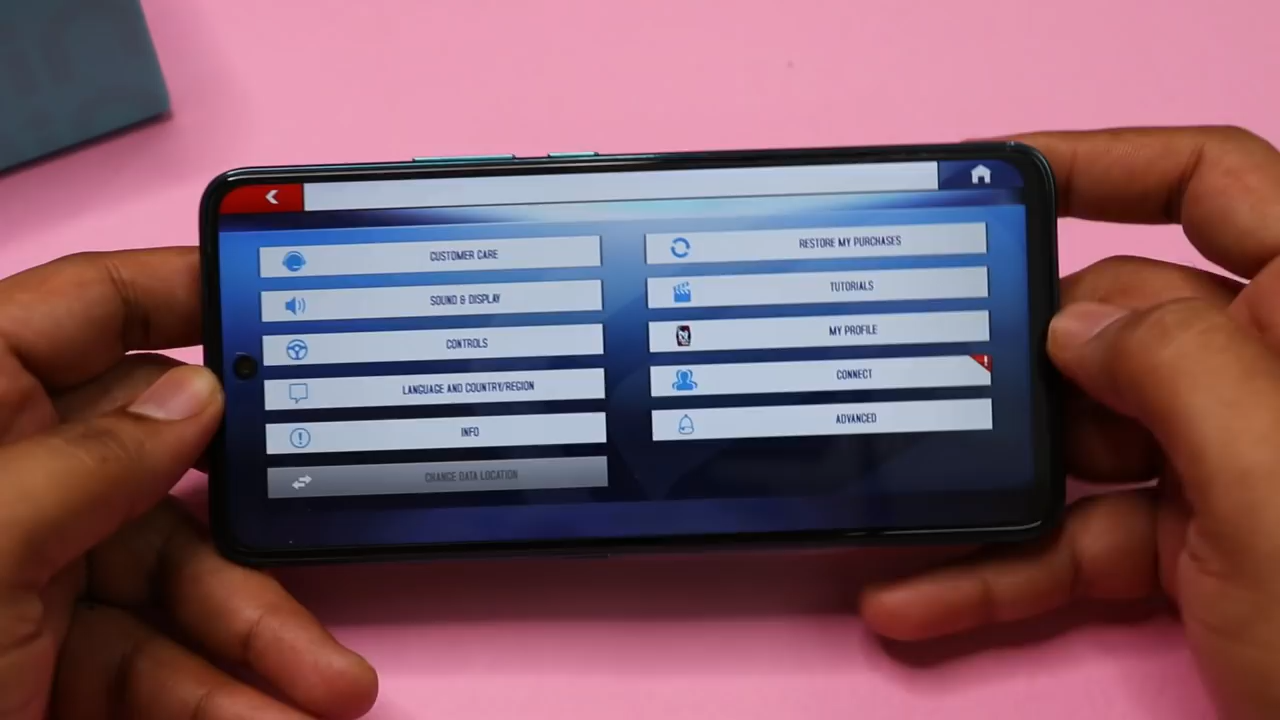 CUSTOMER CARE
SOUND & DISPLAY
CONTROLS
LANGUAGE AND COUNTRY/REGION
INFO
CHANGE DATA LOCATION
RESTORE MY PURCHASES
TUTORIALS
MY PROFILE
CONNECT
!
ADVANCED